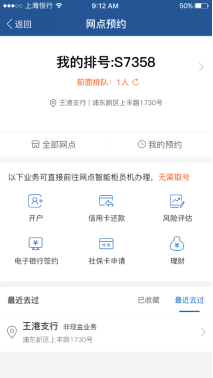 上海银行 9:12 AM 83%
返回 网点预约
我的排号:S7358
前面排队：1人
王港支行 | 浦东新区上丰路1730号
全部网点 我的预约
以下业务可直接前往网点智能柜员机办理，无需取号
开户 信用卡还款 风险评估
电子银行签约 社保卡申请 理财
最近去过 已收藏 最近去过
王港支行 非现金业务
浦东新区上丰路1730号